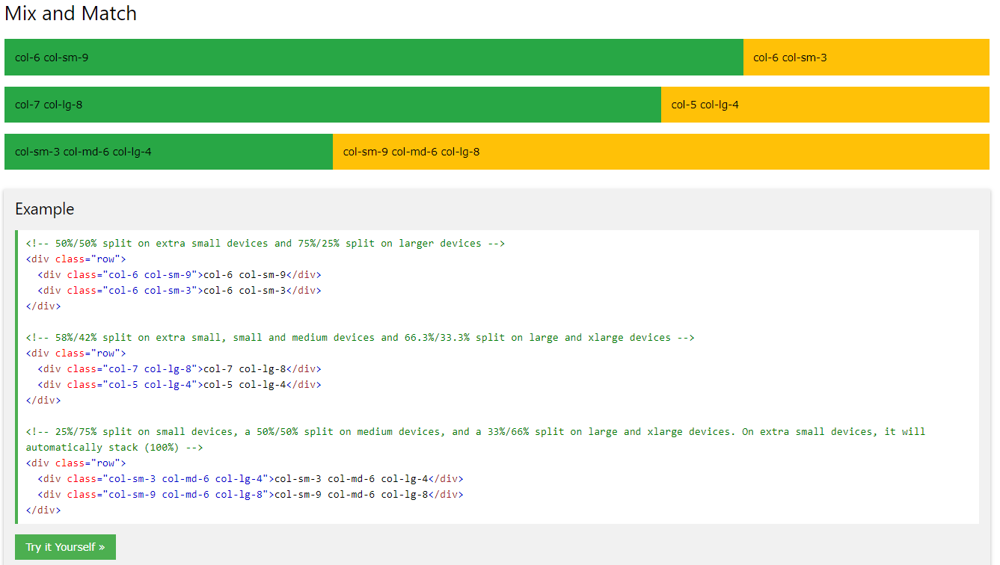 Mix and Match
col-6 col-sm-9 col-6 col-sm-3
col-7 col-lg-8 col-5 col-lg-4
col-sm-3 col-md-6 col-lg-4 col-sm-9 col-md-6 col-lg-8
Example
<!-- 50%/50% split on extra small devices and 75%/25% split on larger devices -->
<div class="row">
  <div class="col-6 col-sm-9">col-6 col-sm-9</div>
  <div class="col-6 col-sm-3">col-6 col-sm-3</div>
</div>
<!-- 58%/42% split on extra small, small and medium devices and 66.3%/33.3% split on large and xlarge devices -->
<div class="row">
  <div class="col-7 col-lg-8">col-7 col-lg-8</div>
  <div class="col-5 col-lg-4">col-5 col-lg-4</div>
</div>
<!-- 25%/75% split on small devices, a 50%/50% split on medium devices, and a 33%/66% split on large and xlarge devices. On extra small devices, it will
automatically stack (100%) -->
<div class="row">
  <div class="col-sm-3 col-md-6 col-lg-4">col-sm-3 col-md-6 col-lg-4</div>
  <div class="col-sm-9 col-md-6 col-lg-8">col-sm-9 col-md-6 col-lg-8</div>
</div>
Try it Yourself »